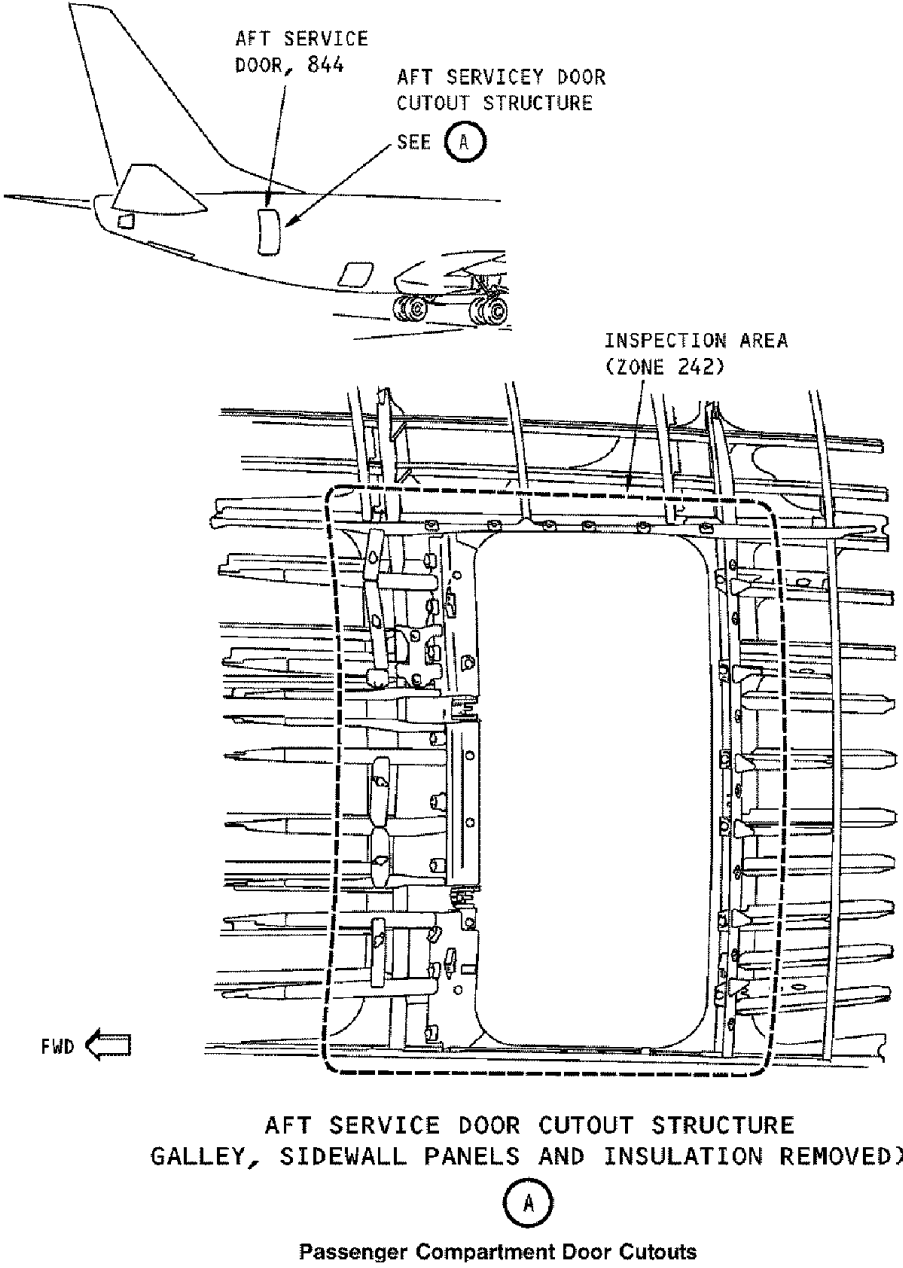 AFT SERVICE
DOOR, 844
AFT SERVICEY DOOR
CUTOUT STRUCTURE
SEE A
INSPECTION AREA
(ZONE 242)
FWD
AFT SERVICE DOOR CUTOUT STRUCTURE
GALLEY, SIDEWALL PANELS AND INSULATION REMOVED)
A
Passenger Compartment Door Cutouts